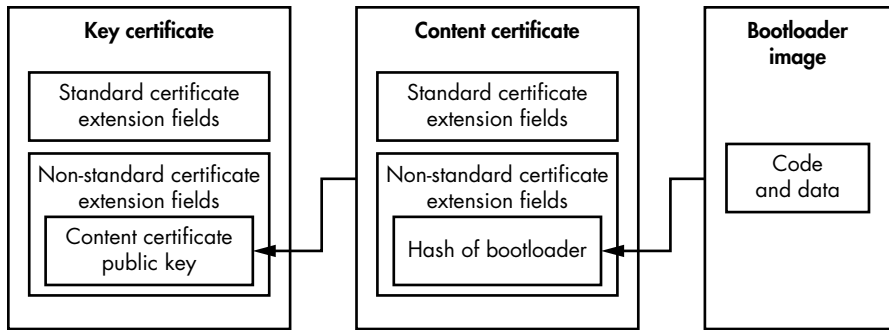 Key certificate
Standard certificate
extension fields
Non-standard certificate
extension fields
Content certificate
public key
Content certificate
Standard certificate
extension fields
Non-standard certificate
extension fields
Hash of bootloader
Bootloader
image
Code
and data